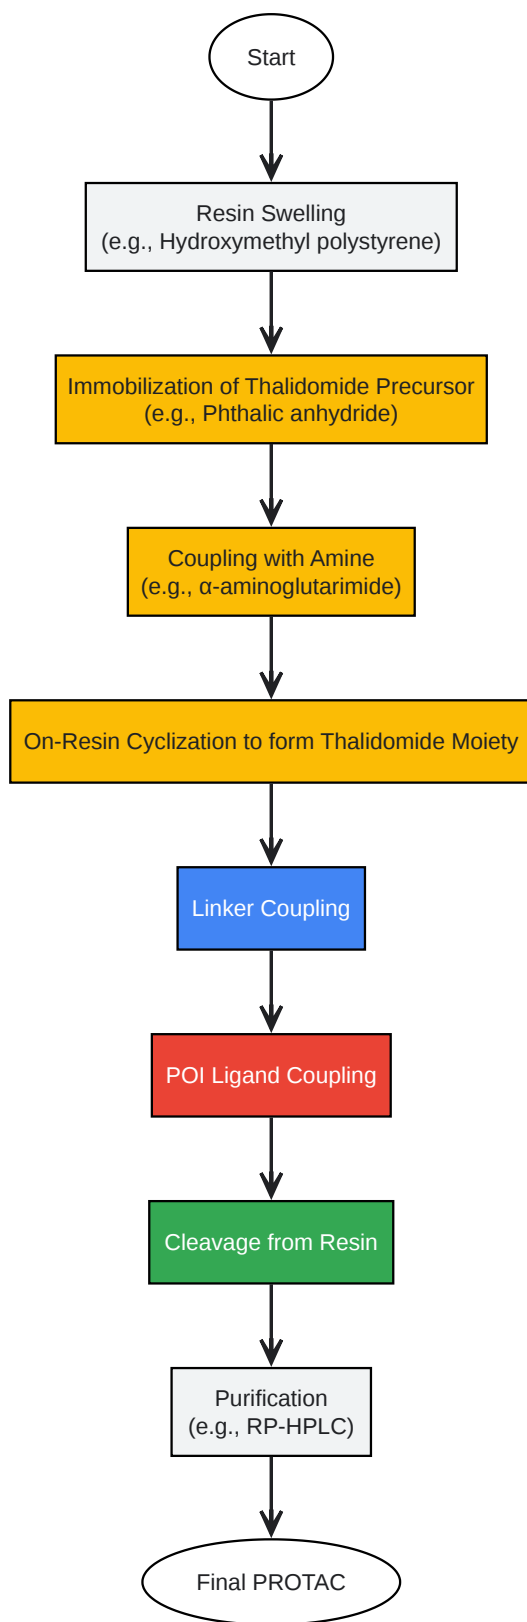 Start
Resin Swelling
(e.g., Hydroxymethyl polystyrene)
Immobilization of Thalidomide Precursor
(e.g., Phthalic anhydride)
Coupling with Amine
(e.g., α-aminoglutarimide)
On-Resin Cyclization to form Thalidomide Moiety
Linker Coupling
POI Ligand Coupling
Cleavage from Resin
Purification
(e.g., RP-HPLC)
Final PROTAC